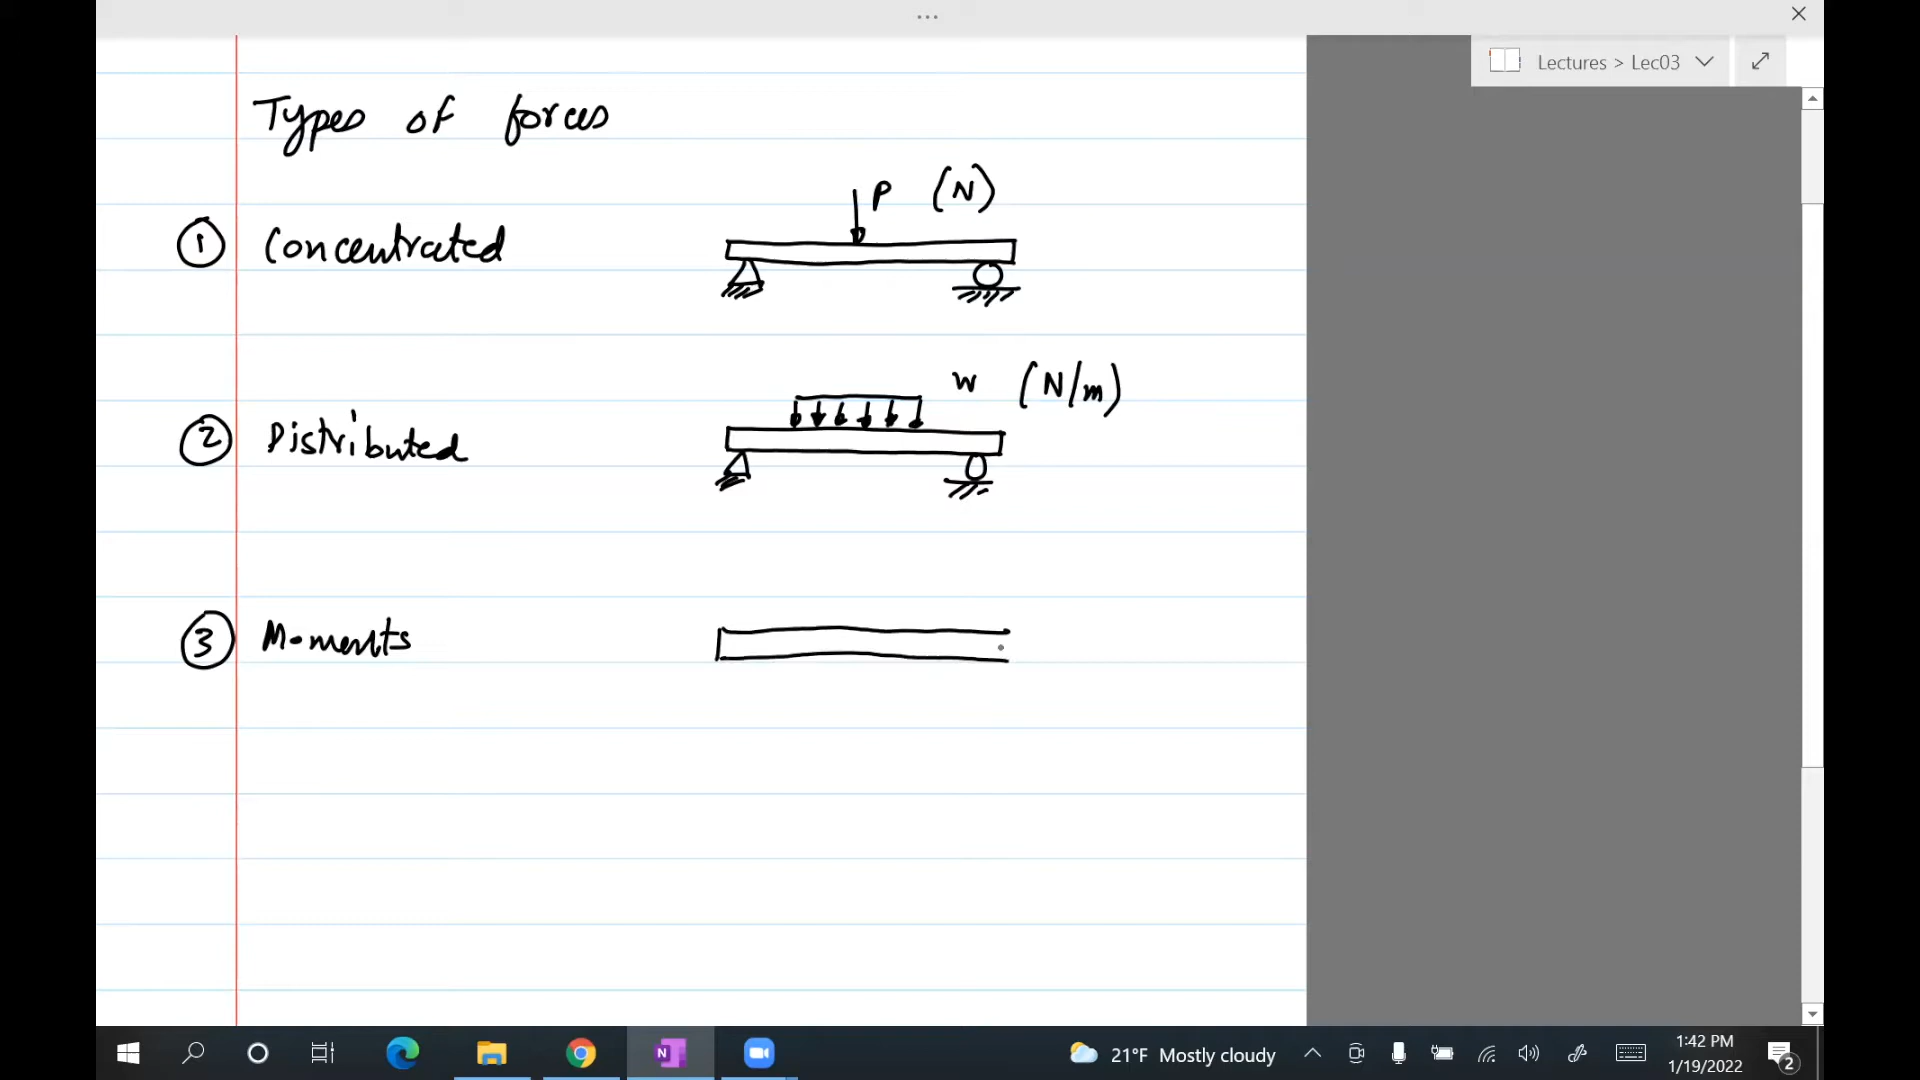 ...
Lectures > Lec03
Types of forces
P (N)
① Concentrated
w (N/m)
② Distributed
③ Moments
21°F Mostly cloudy
1:42 PM
1/19/2022
2